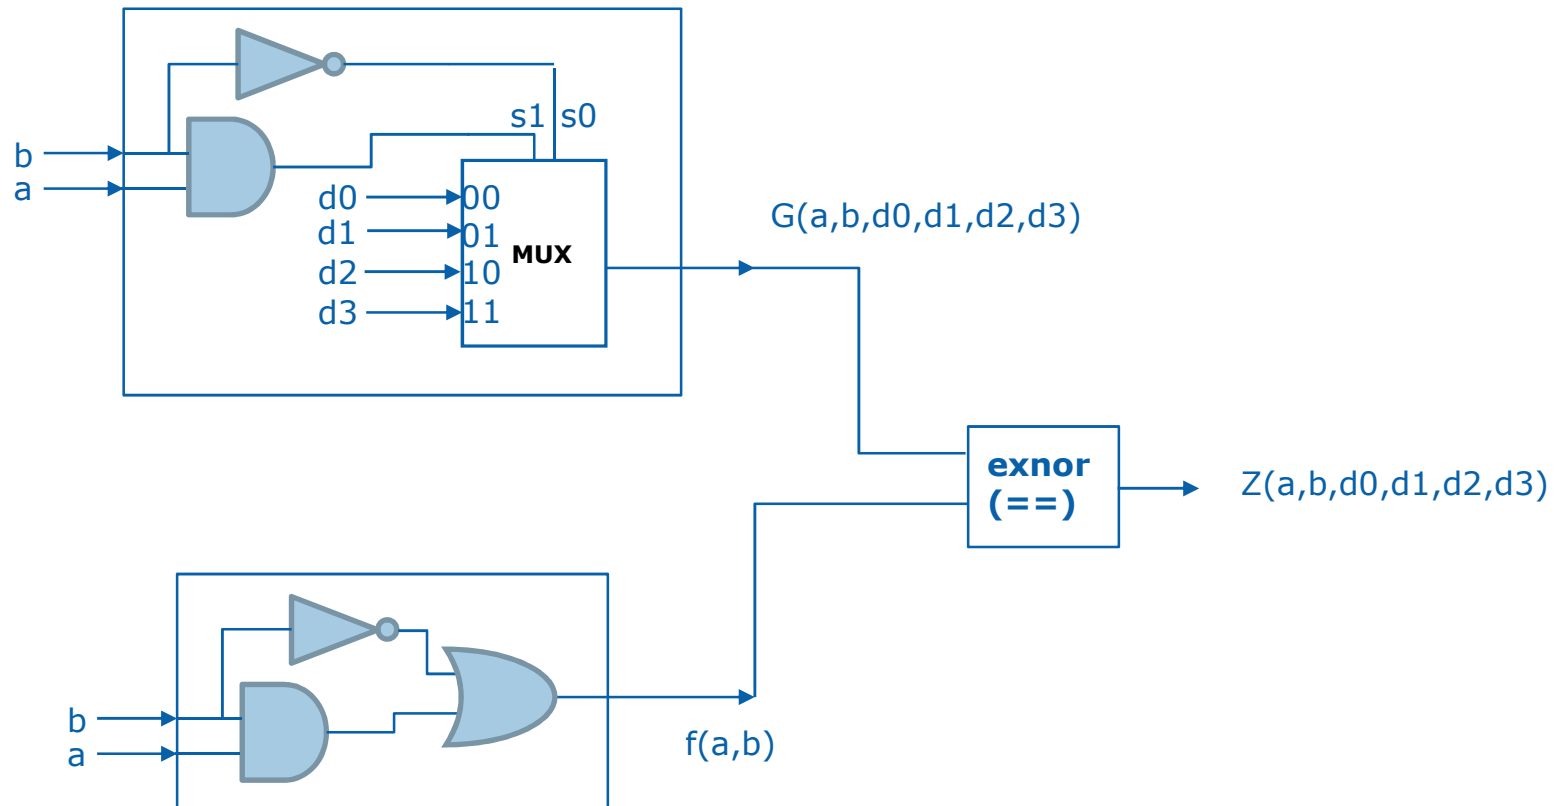 s1 s0
b
a
d0 00
d1 01
d2 10
d3 11
MUX
G(a,b,d0,d1,d2,d3)
exnor
(==)
Z(a,b,d0,d1,d2,d3)
b
a
f(a,b)